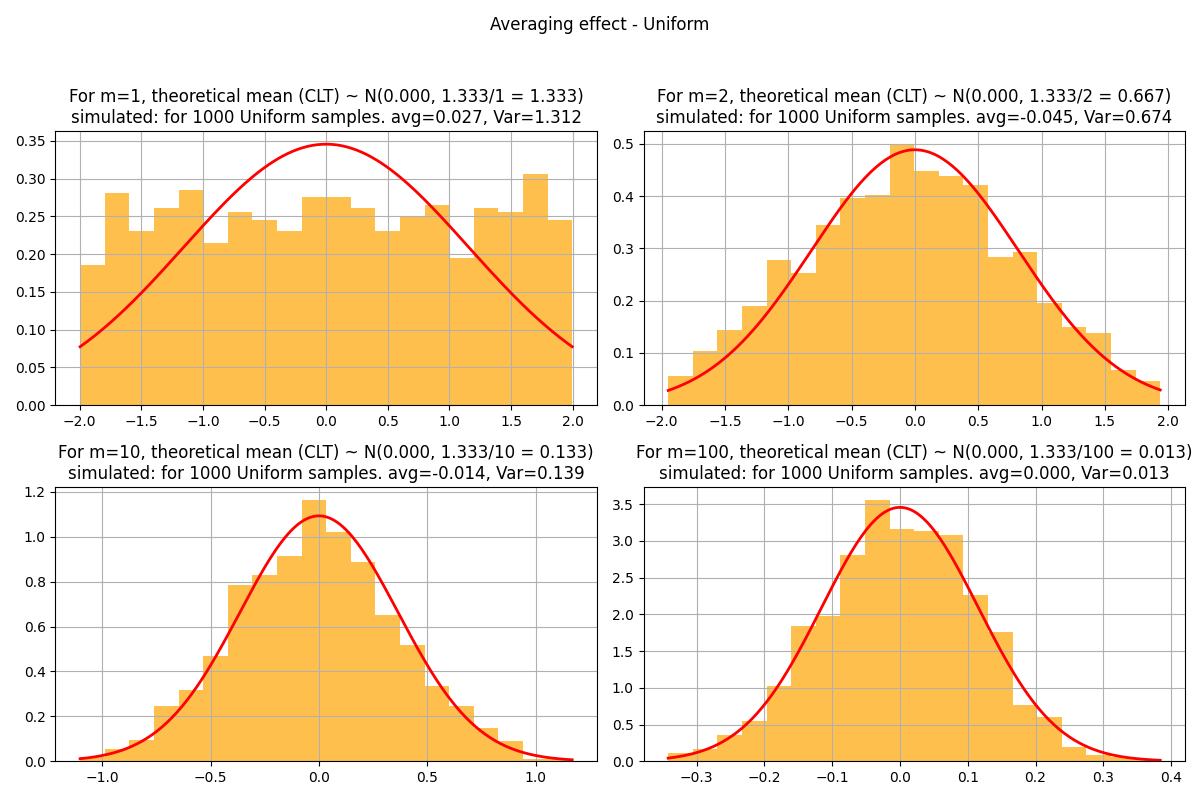 Averaging effect - Uniform
For m=1, theoretical mean (CLT) ~ N(0.000, 1.333/1 = 1.333)
simulated: for 1000 Uniform samples. avg=0.027, Var=1.312
0.35
0.30
0.25
0.20
0.15
0.10
0.05
0.00
−2.0 −1.5 −1.0 −0.5 0.0 0.5 1.0 1.5 2.0
For m=2, theoretical mean (CLT) ~ N(0.000, 1.333/2 = 0.667)
simulated: for 1000 Uniform samples. avg=-0.045, Var=0.674
0.5
0.4
0.3
0.2
0.1
0.0
−2.0 −1.5 −1.0 −0.5 0.0 0.5 1.0 1.5 2.0
For m=10, theoretical mean (CLT) ~ N(0.000, 1.333/10 = 0.133)
simulated: for 1000 Uniform samples. avg=-0.014, Var=0.139
1.2
1.0
0.8
0.6
0.4
0.2
0.0
−1.0 −0.5 0.0 0.5 1.0
For m=100, theoretical mean (CLT) ~ N(0.000, 1.333/100 = 0.013)
simulated: for 1000 Uniform samples. avg=0.000, Var=0.013
3.5
3.0
2.5
2.0
1.5
1.0
0.5
0.0
−0.3 −0.2 −0.1 0.0 0.1 0.2 0.3 0.4